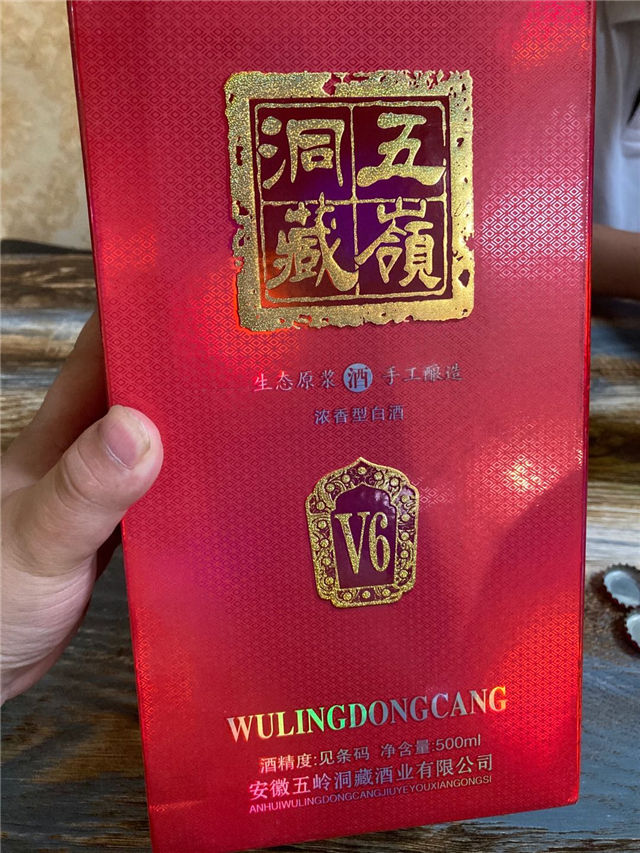 五嶺
洞藏
生态原浆 酒 手工酿造
浓香型白酒
V6
WULINGDONGCANG
酒精度:见条码 净含量:500ml
安徽五岭洞藏酒业有限公司
ANHUIWULINGDONGCANGJIUYEYOUXIANGONGSI